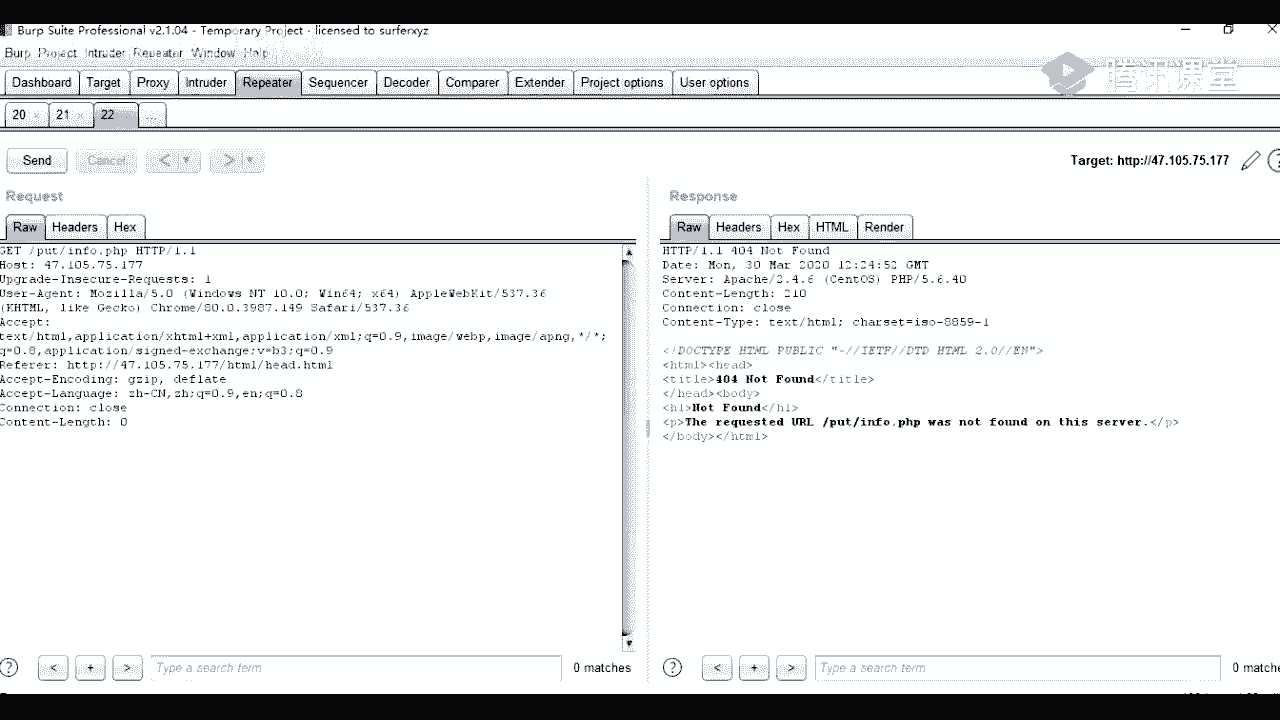 Burp Suite Professional v2.1.04 - Temporary Project - licensed to surferxyz
Burp Project Intruder Repeater Window Help
Dashboard Target Proxy Intruder Repeater Sequencer Decoder Comparer Extender Project options User options
腾讯课堂
20 × 21 × 22 ...
Send Cancel < > Target: http://47.105.75.177
Request Response
Raw Headers Hex
Raw Headers Hex HTML Render
GET /put/info.php HTTP/1.1
Host: 47.105.75.177
Upgrade-Insecure-Requests: 1
User-Agent: Mozilla/5.0 (Windows NT 10.0; Win64; x64) AppleWebKit/537.36
(KHTML, like Gecko) Chrome/80.0.3987.149 Safari/537.36
Accept:
text/html,application/xhtml+xml,application/xml;q=0.9,image/webp,image/apng,*/*;
q=0.8,application/signed-exchange;v=b3;q=0.9
Referer: http://47.105.75.177/html/head.html
Accept-Encoding: gzip, deflate
Accept-Language: zh-CN,zh;q=0.9,en;q=0.8
Connection: close
Content-Length: 0
HTTP/1.1 404 Not Found
Date: Mon, 30 Mar 2020 12:24:52 GMT
Server: Apache/2.4.6 (CentOS) PHP/5.6.40
Content-Length: 210
Connection: close
Content-Type: text/html; charset=iso-8859-1
<!DOCTYPE HTML PUBLIC "-//IETF//DTD HTML 2.0//EN">
<html><head>
<title>404 Not Found</title>
</head><body>
<h1>Not Found</h1>
<p>The requested URL /put/info.php was not found on this server.</p>
</body></html>
? < + > Type a search term 0 matches
? < + > Type a search term 0 matche